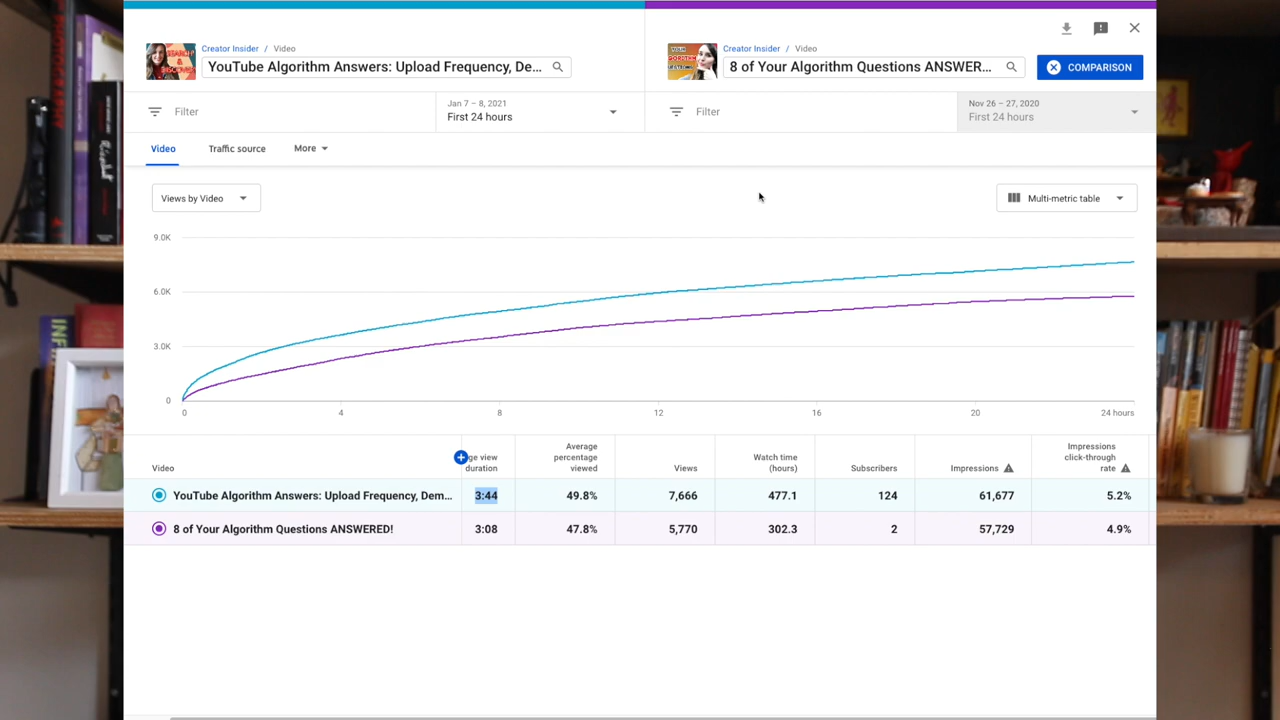 Creator Insider / Video
YouTube Algorithm Answers: Upload Frequency, De...
Creator Insider / Video
8 of Your Algorithm Questions ANSWER...
COMPARISON
Filter
Jan 7 – 8, 2021
First 24 hours
Filter
Nov 26 – 27, 2020
First 24 hours
Video
Traffic source
More
Views by Video
Multi-metric table
9.0K
6.0K
3.0K
0
0 4 8 12 16 20 24 hours
Video
ge view
duration
Average
percentage
viewed
Views
Watch time
(hours)
Subscribers
Impressions
Impressions
click-through
rate
YouTube Algorithm Answers: Upload Frequency, Dem... 3:44 49.8% 7,666 477.1 124 61,677 5.2%
8 of Your Algorithm Questions ANSWERED! 3:08 47.8% 5,770 302.3 2 57,729 4.9%